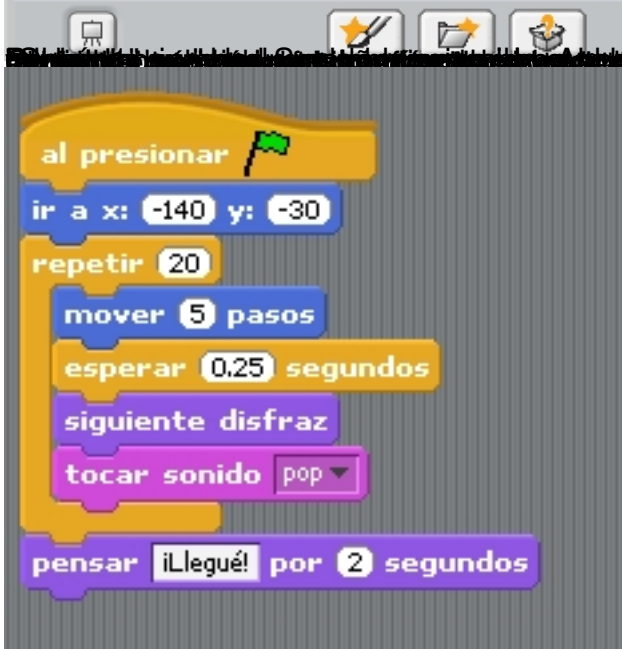 al presionar
ir a x: -140 y: -30
repetir 20
mover 5 pasos
esperar 0.25 segundos
siguiente disfraz
tocar sonido pop
pensar ¡Llegué! por 2 segundos